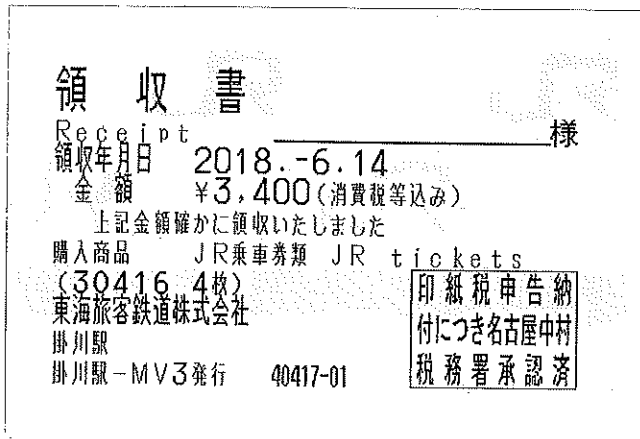 領収書
Receipt 様
領収年月日 2018.-6.14
金額 ¥3,400(消費税等込み)
上記金額確かに領収いたしました
購入商品 JR乗車券類 JR tickets
(30416 4枚)
東海旅客鉄道株式会社
掛川駅
掛川駅-MV3発行 40417-01
印紙税申告納
付につき名古屋中村
税務署承認済